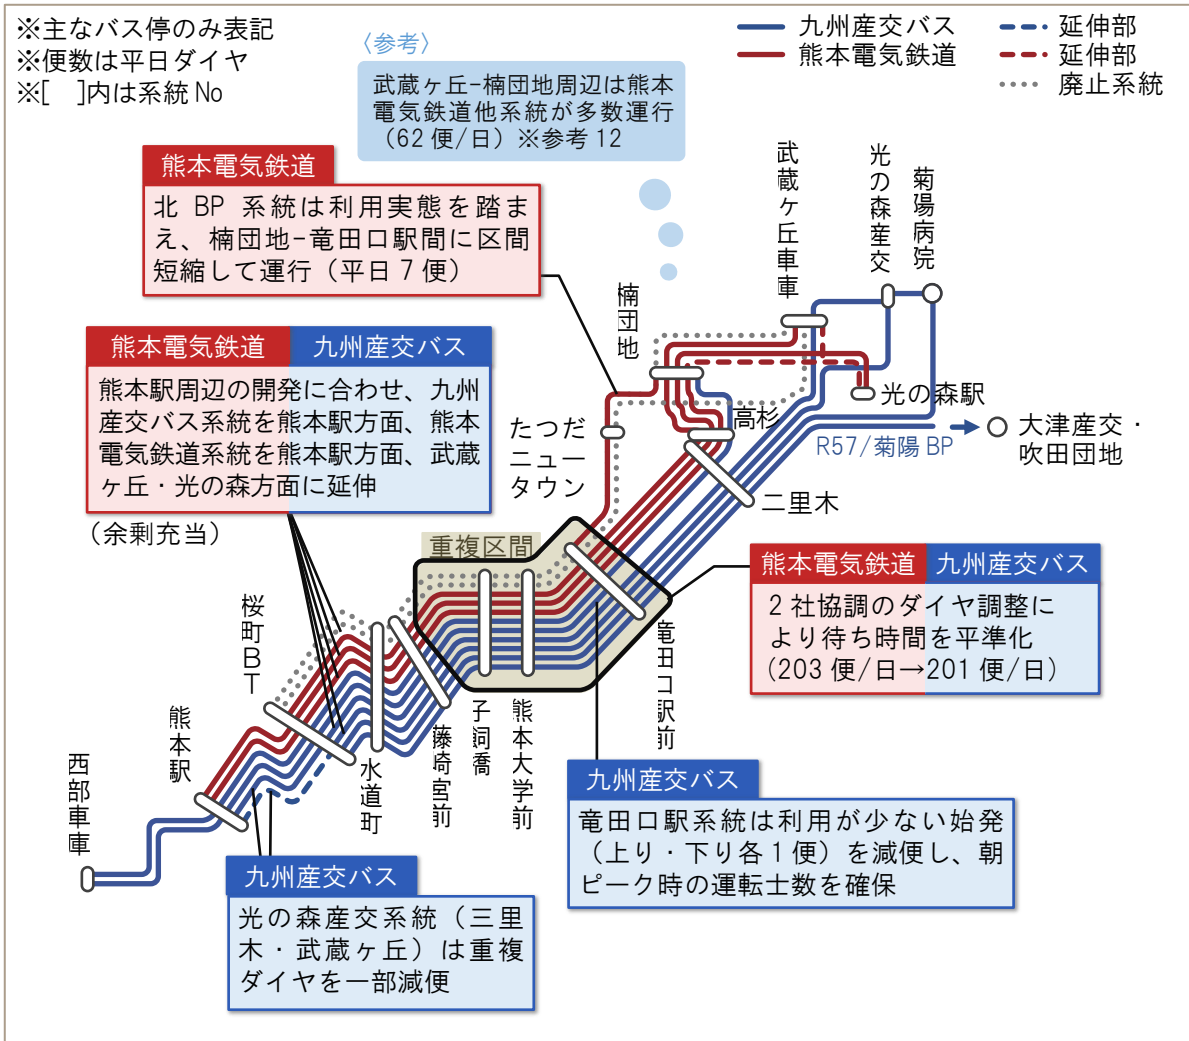 ※主なバス停のみ表記
※便数は平日ダイヤ
※[　]内は系統 No
〈参考〉
武蔵ヶ丘−楠団地周辺は熊本
電気鉄道他系統が多数運行
（62 便/日）※参考 12
九州産交バス
延伸部
熊本電気鉄道
延伸部
廃止系統
熊本電気鉄道
北 BP 系統は利用実態を踏ま
え、楠団地−竜田口駅間に区間
短縮して運行（平日 7 便）
武蔵ヶ丘車庫
光の森産交
菊陽病院
楠団地
熊本電気鉄道
九州産交バス
熊本駅周辺の開発に合わせ、九州
産交バス系統を熊本駅方面、熊本
電気鉄道系統を熊本駅方面、武蔵
ヶ丘・光の森方面に延伸
（余剰充当）
光の森駅
高杉
たつだ
ニュー
タウン
R57/菊陽 BP
大津産交・
吹田団地
二里木
重複区間
熊本電気鉄道
九州産交バス
2 社協調のダイヤ調整に
より待ち時間を平準化
(203 便/日→201 便/日）
桜町BT
熊本駅
西部車庫
水道町
藤崎宮前
子飼橋
熊本大学前
竜田口駅前
九州産交バス
竜田口駅系統は利用が少ない始発
（上り・下り各 1 便）を減便し、朝
ピーク時の運転士数を確保
九州産交バス
光の森産交系統（三里
木・武蔵ヶ丘）は重複
ダイヤを一部減便